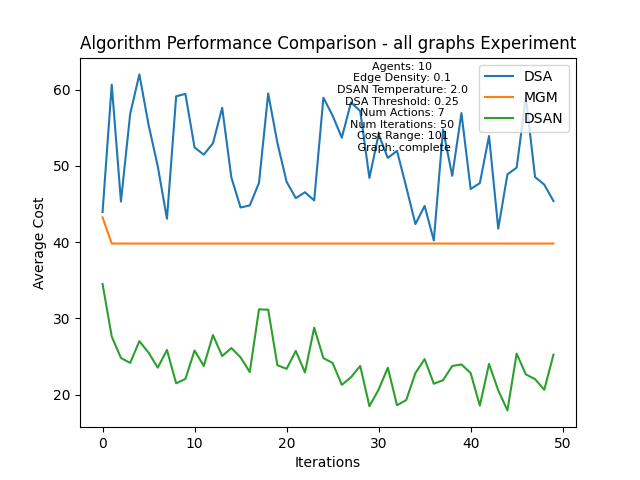 Algorithm Performance Comparison - all graphs Experiment
Agents: 10
Edge Density: 0.1
DSAN Temperature: 2.0
DSA Threshold: 0.25
Num Actions: 7
Num Iterations: 50
Cost Range: 101
Graph: complete
DSA
MGM
DSAN
Average Cost
60
50
40
30
20
0
10
20
30
40
50
Iterations